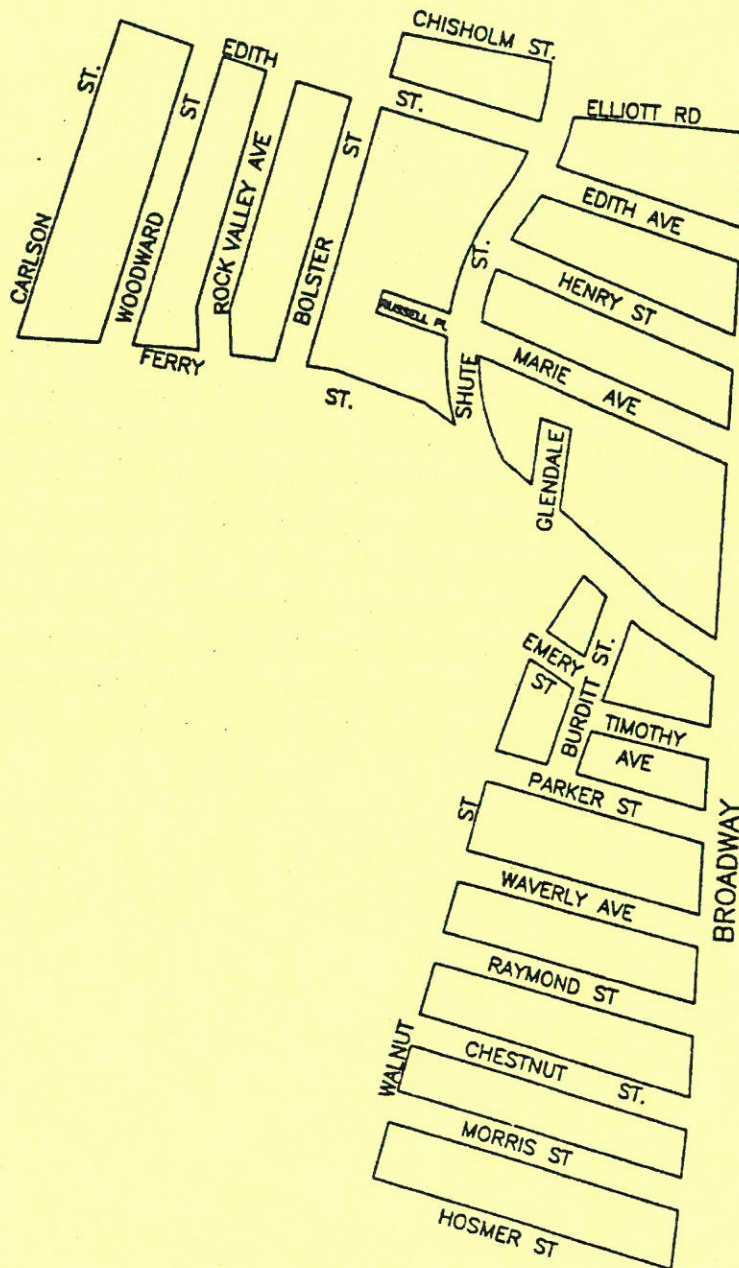 CHISHOLM ST.
EDITH
ST.
ST.
ST
ST
ELLIOTT RD
ROCK VALLEY AVE
EDITH AVE
ST.
CARLSON
WOODWARD
BOLSTER
HENRY ST
RUSSELL PL
FERRY
ST.
SHUTE
MARIE AVE
GLENDALE
EMERY
ST
ST.
BURDITT
TIMOTHY
AVE
PARKER ST
ST
BROADWAY
WAVERLY AVE
RAYMOND ST
WALNUT
CHESTNUT ST.
MORRIS ST
HOSMER ST